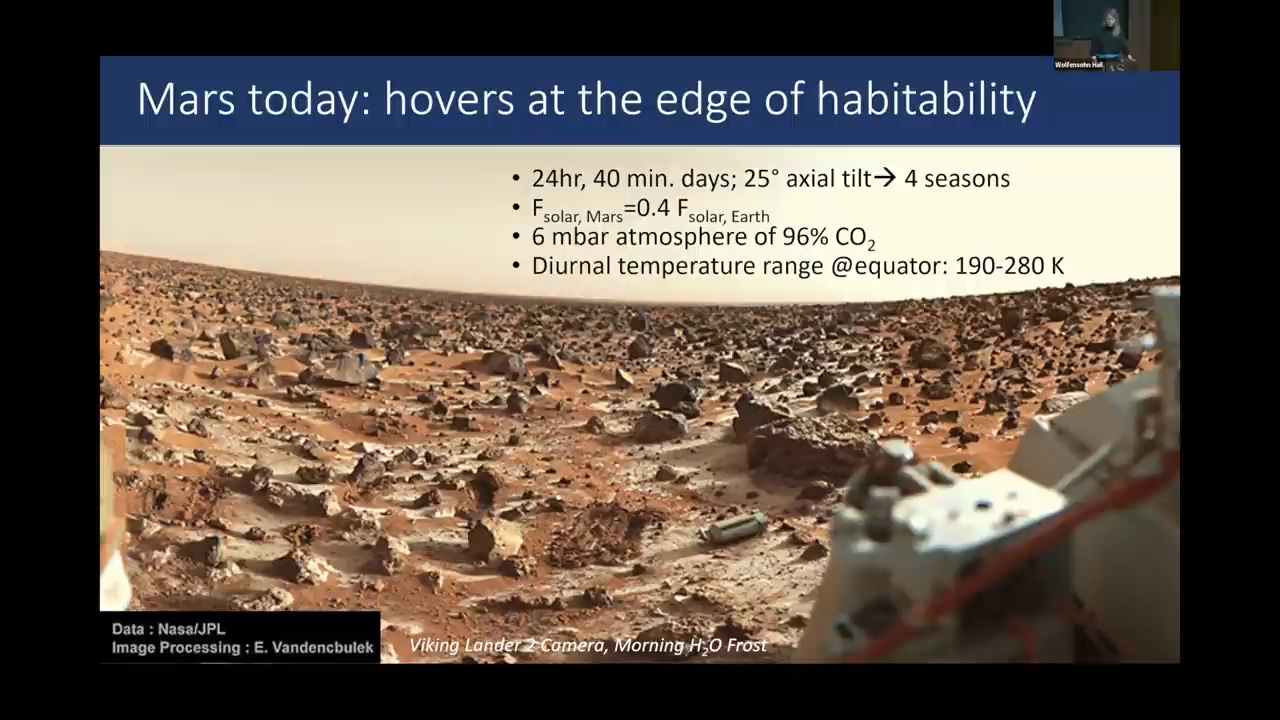 Wolfensohn Hall
Mars today: hovers at the edge of habitability
• 24hr, 40 min. days; 25° axial tilt→ 4 seasons
• Fsolar, Mars=0.4 Fsolar, Earth
• 6 mbar atmosphere of 96% CO2
• Diurnal temperature range @equator: 190-280 K
Data : Nasa/JPL
Image Processing : E. Vandencbulek
Viking Lander 2 Camera, Morning H2O Frost